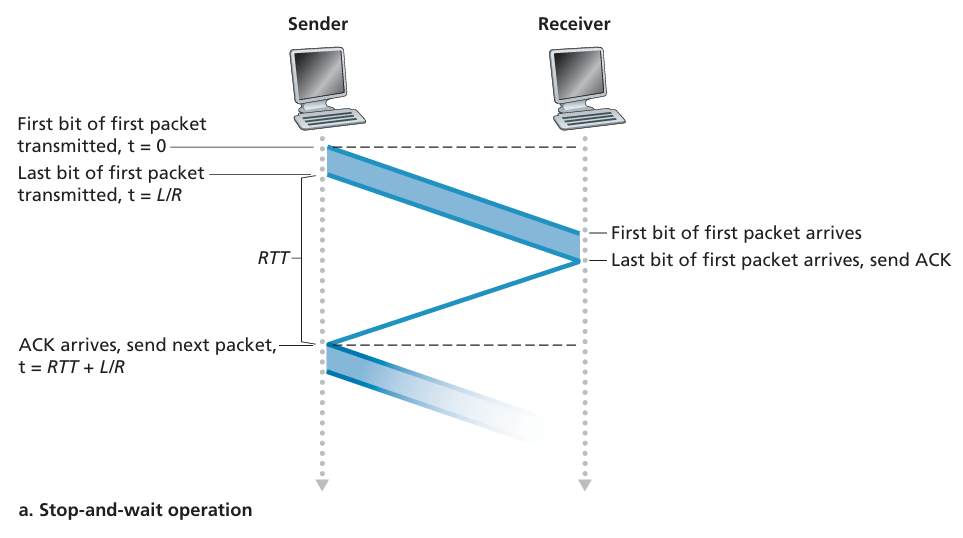 Sender
Receiver
First bit of first packet
transmitted, t = 0
Last bit of first packet
transmitted, t = L/R
First bit of first packet arrives
RTT
Last bit of first packet arrives, send ACK
ACK arrives, send next packet,
t = RTT + L/R
a. Stop-and-wait operation